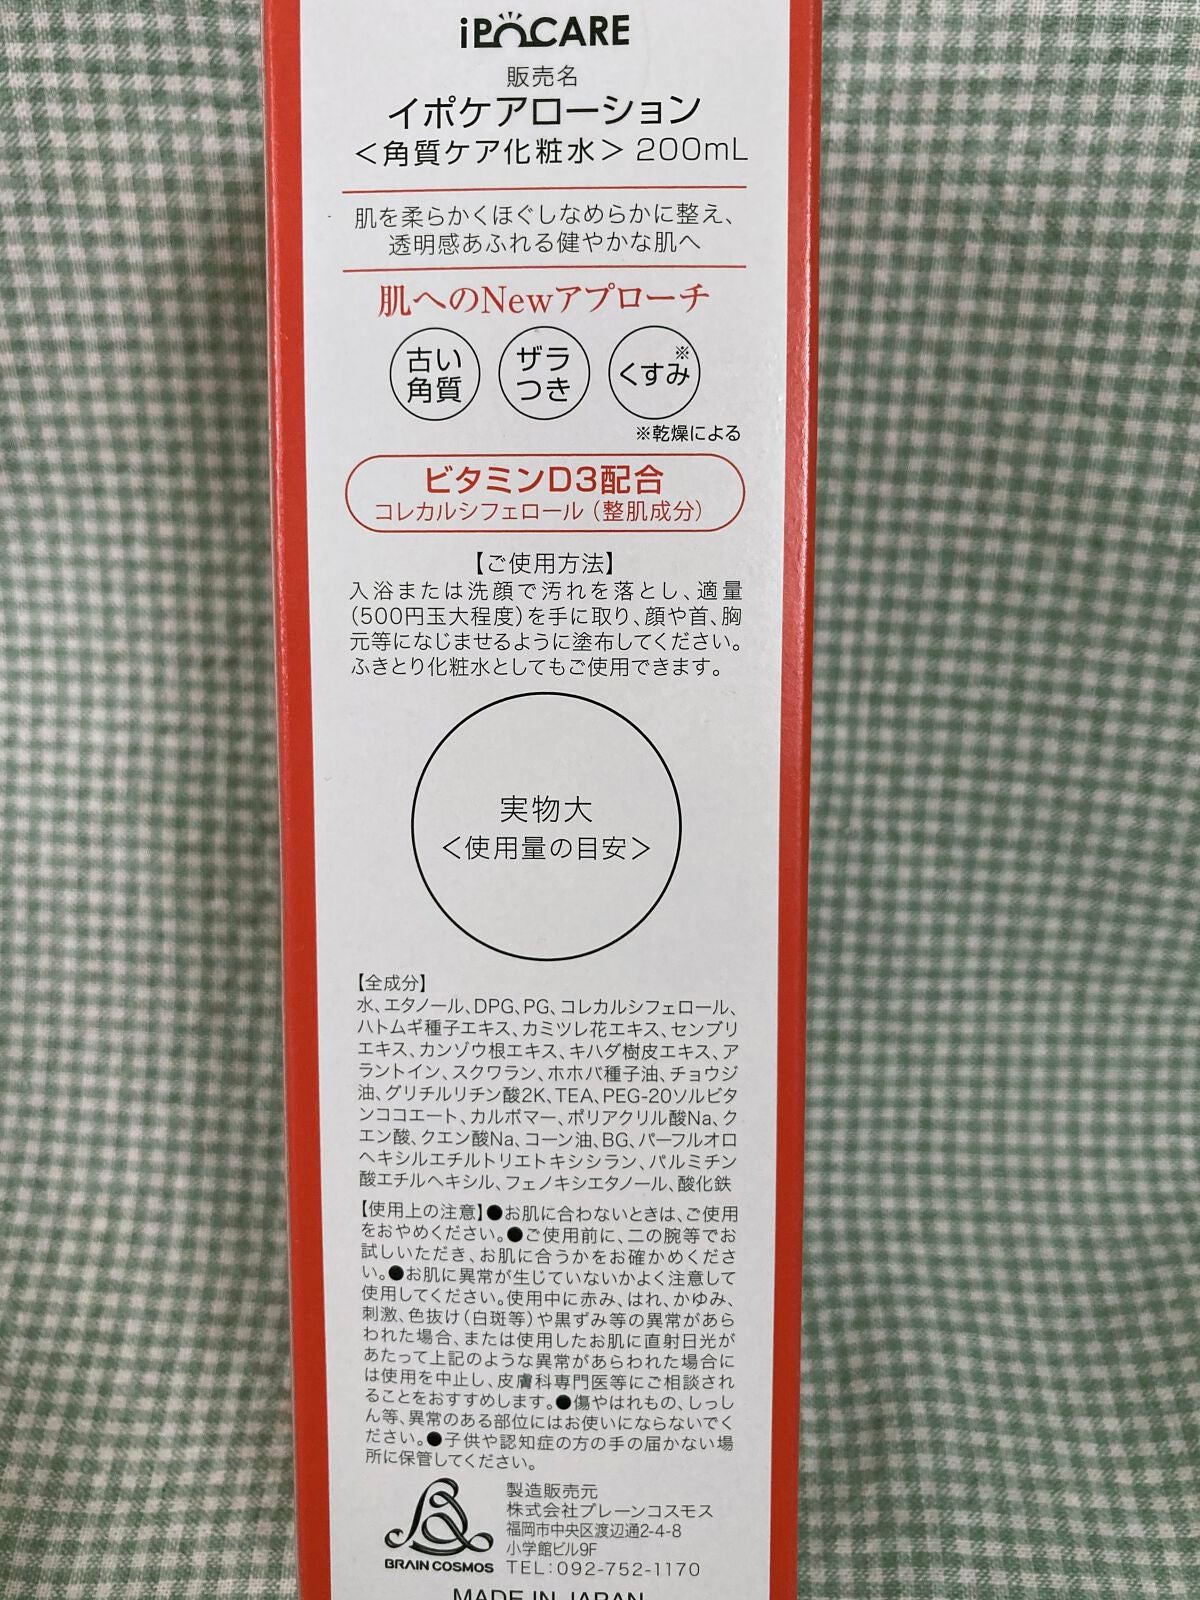 iPOCARE
販売名
イポケアローション
＜角質ケア化粧水＞ 200mL
肌を柔らかくほぐしなめらかに整え、
透明感あふれる健やかな肌へ
肌へのNewアプローチ
古い
角質
ザラ
つき
くすみ※
※乾燥による
ビタミンD3配合
コレカルシフェロール（整肌成分）
【ご使用方法】
入浴または洗顔で汚れを落とし、適量
(500円玉大程度)を手に取り、顔や首、胸
元等になじませるように塗布してください。
ふきとり化粧水としてもご使用できます。
実物大
＜使用量の目安＞
【全成分】
水、エタノール、DPG、PG、コレカルシフェロール、
ハトムギ種子エキス、カミツレ花エキス、センブリ
エキス、カンゾウ根エキス、キハダ樹皮エキス、ア
ラントイン、スクワラン、ホホバ種子油、チョウジ
油、グリチルリチン酸2K、TEA、PEG-20ソルビタ
ンココエート、カルボマー、ポリアクリル酸Na、ク
エン酸、クエン酸Na、コーン油、BG、パーフルオロ
ヘキシルエチルトリエトキシシラン、パルミチン
酸エチルヘキシル、フェノキシエタノール、酸化鉄
【使用上の注意】●お肌に合わないときは、ご使用
をおやめください。●ご使用前に、二の腕等でお
試しいただき、お肌に合うかをお確かめくださ
い。●お肌に異常が生じていないかよく注意して
使用してください。使用中に赤み、はれ、かゆみ、
刺激、色抜け(白斑等)や黒ずみ等の異常があら
われた場合、または使用したお肌に直射日光が
あたって上記のような異常があらわれた場合に
は使用を中止し、皮膚科専門医等にご相談され
ることをおすすめします。●傷やはれもの、しっし
ん等、異常のある部位にはお使いにならないでく
ださい。●子供や認知症の方の手の届かない場
所に保管してください。
BRAIN COSMOS
製造販売元
株式会社ブレーンコスモス
福岡市中央区渡辺通2-4-8
小学館ビル9F
TEL：092-752-1170
MADE IN JAPAN